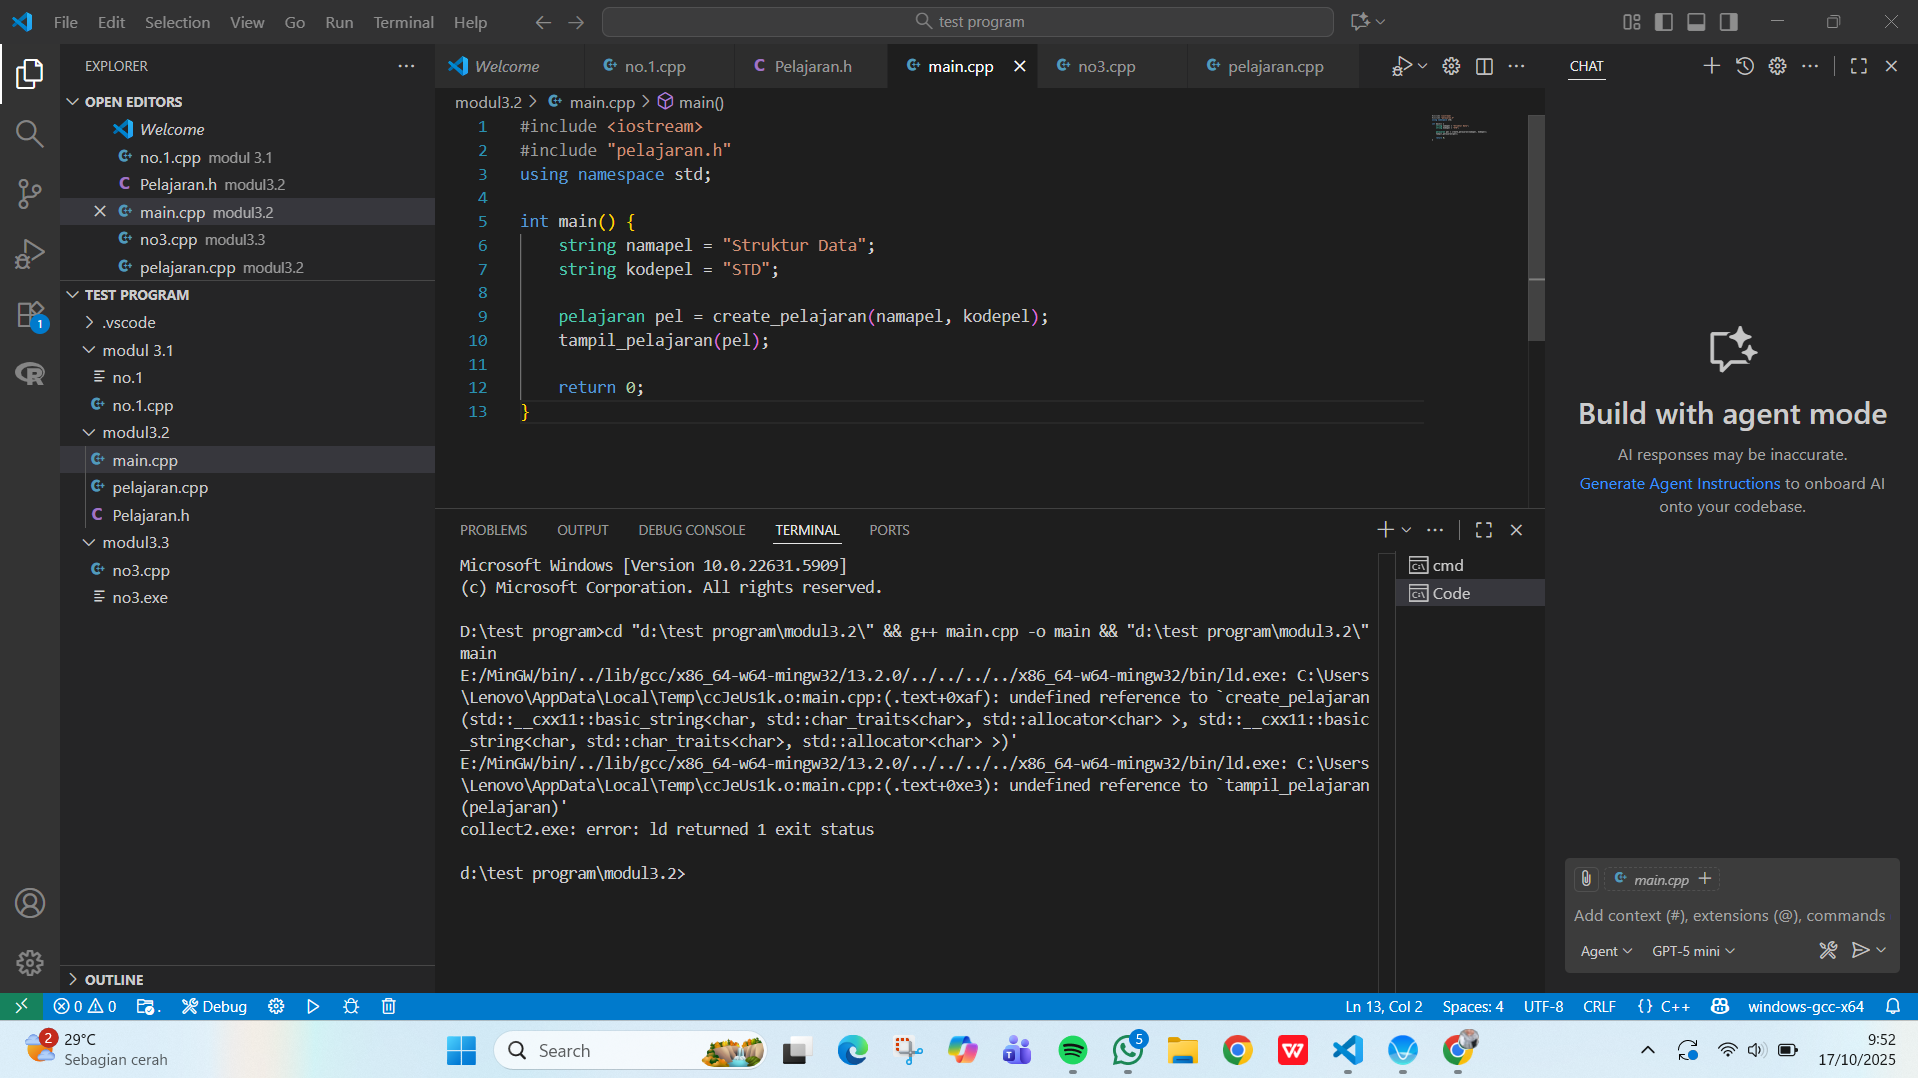 File Edit Selection View Go Run Terminal Help
test program
EXPLORER
OPEN EDITORS
Welcome
no.1.cpp modul 3.1
Pelajaran.h modul3.2
main.cpp modul3.2
no3.cpp modul3.3
pelajaran.cpp modul3.2
TEST PROGRAM
.vscode
modul 3.1
no.1
no.1.cpp
modul3.2
main.cpp
pelajaran.cpp
Pelajaran.h
modul3.3
no3.cpp
no3.exe
OUTLINE
1
Welcome no.1.cpp Pelajaran.h main.cpp no3.cpp pelajaran.cpp
modul3.2 > main.cpp > main()
1 #include <iostream>
2 #include "pelajaran.h"
3 using namespace std;
4
5 int main() {
6 string namapel = "Struktur Data";
7 string kodepel = "STD";
8
9 pelajaran pel = create_pelajaran(namapel, kodepel);
10 tampil_pelajaran(pel);
11
12 return 0;
13 }
PROBLEMS OUTPUT DEBUG CONSOLE TERMINAL PORTS
Microsoft Windows [Version 10.0.22631.5909]
(c) Microsoft Corporation. All rights reserved.
D:\test program>cd "d:\test program\modul3.2\" && g++ main.cpp -o main && "d:\test program\modul3.2\"
main
E:/MinGW/bin/../lib/gcc/x86_64-w64-mingw32/13.2.0/../../../../x86_64-w64-mingw32/bin/ld.exe: C:\Users
\Lenovo\AppData\Local\Temp\ccJeUs1k.o:main.cpp:(.text+0xaf): undefined reference to `create_pelajaran
(std::__cxx11::basic_string<char, std::char_traits<char>, std::allocator<char> >, std::__cxx11::basic
_string<char, std::char_traits<char>, std::allocator<char> >)'
E:/MinGW/bin/../lib/gcc/x86_64-w64-mingw32/13.2.0/../../../../x86_64-w64-mingw32/bin/ld.exe: C:\Users
\Lenovo\AppData\Local\Temp\ccJeUs1k.o:main.cpp:(.text+0xe3): undefined reference to `tampil_pelajaran
(pelajaran)'
collect2.exe: error: ld returned 1 exit status
d:\test program\modul3.2>
cmd
Code
CHAT
Build with agent mode
AI responses may be inaccurate.
Generate Agent Instructions to onboard AI
onto your codebase.
main.cpp
Add context (#), extensions (@), commands
Agent GPT-5 mini
0 0 Debug
Ln 13, Col 2 Spaces: 4 UTF-8 CRLF {} C++ windows-gcc-x64
2
29°C
Sebagian cerah
Search
5
9:52
17/10/2025